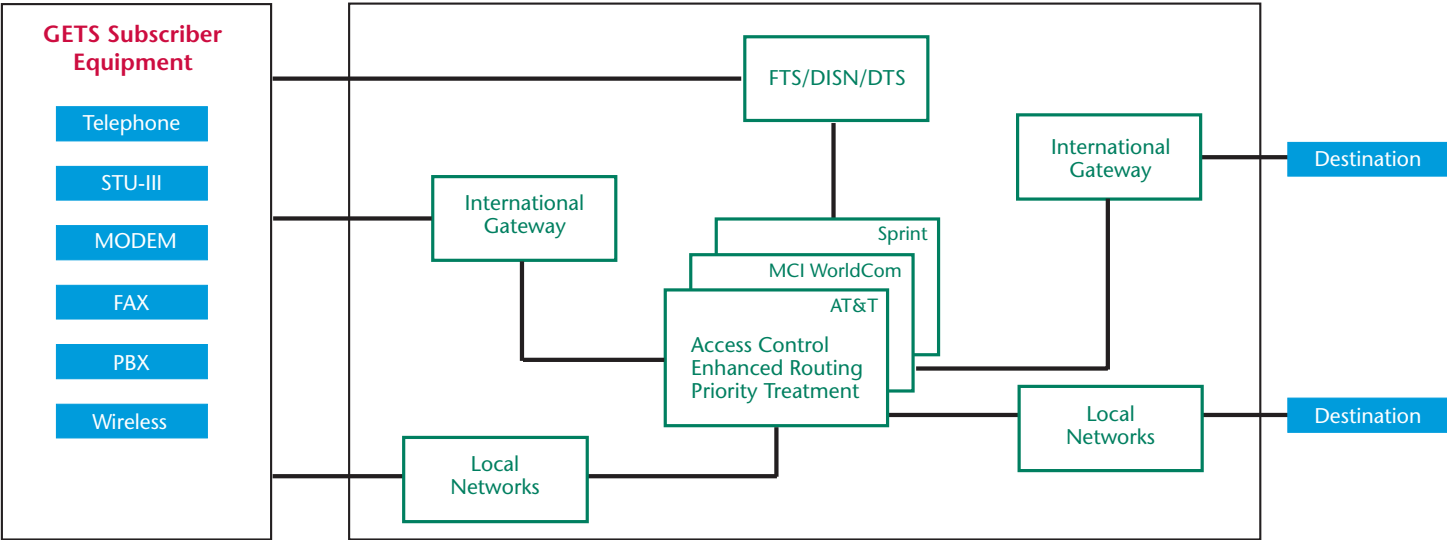 GETS Subscriber
Equipment
Telephone
STU-III
MODEM
FAX
PBX
Wireless
FTS/DISN/DTS
International
Gateway
International
Gateway
Destination
Sprint
MCI WorldCom
AT&T
Access Control
Enhanced Routing
Priority Treatment
Local
Networks
Local
Networks
Destination